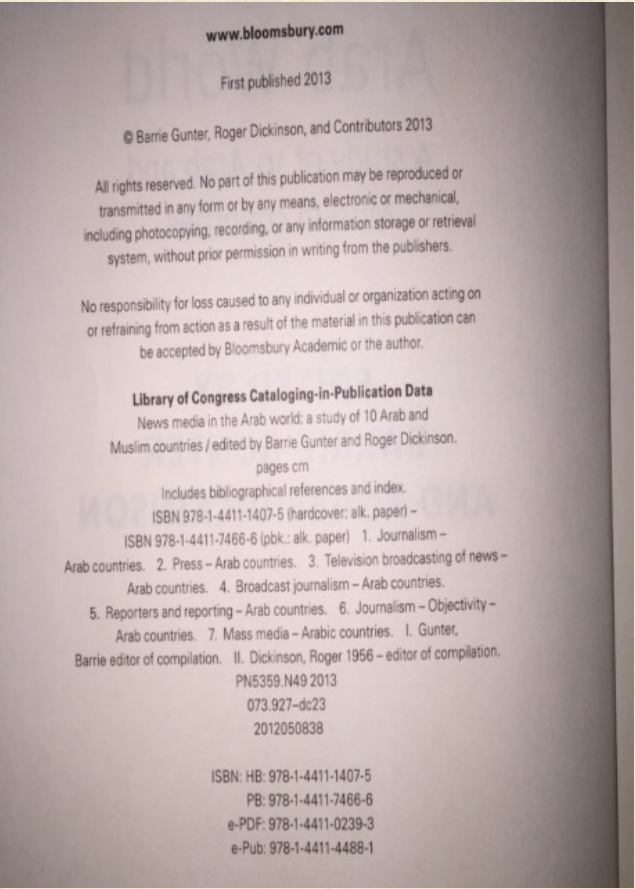 www.bloomsbury.com
First published 2013
© Barrie Gunter, Roger Dickinson, and Contributors 2013
All rights reserved. No part of this publication may be reproduced or
transmitted in any form or by any means, electronic or mechanical,
including photocopying, recording, or any information storage or retrieval
system, without prior permission in writing from the publishers.
No responsibility for loss caused to any individual or organization acting on
or refraining from action as a result of the material in this publication can
be accepted by Bloomsbury Academic or the author.
Library of Congress Cataloging-in-Publication Data
News media in the Arab world: a study of 10 Arab and
Muslim countries / edited by Barrie Gunter and Roger Dickinson.
pages cm
Includes bibliographical references and index.
ISBN 978-1-4411-1407-5 (hardcover: alk. paper) –
ISBN 978-1-4411-7466-6 (pbk.: alk. paper) 1. Journalism –
Arab countries. 2. Press – Arab countries. 3. Television broadcasting of news –
Arab countries. 4. Broadcast journalism – Arab countries.
5. Reporters and reporting – Arab countries. 6. Journalism – Objectivity –
Arab countries. 7. Mass media – Arabic countries. I. Gunter,
Barrie editor of compilation. II. Dickinson, Roger 1956 – editor of compilation.
PN5359.N49 2013
073.927–dc23
2012050838
ISBN: HB: 978-1-4411-1407-5
PB: 978-1-4411-7466-6
e-PDF: 978-1-4411-0239-3
e-Pub: 978-1-4411-4488-1